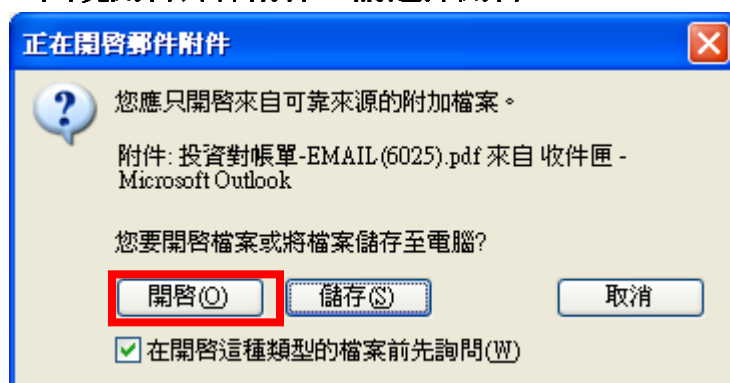 正在開啓郵件附件
您應只開啓來自可靠來源的附加檔案。
附件: 投資對帳單-EMAIL(6025).pdf 來自 收件匣 -
Microsoft Outlook
您要開啓檔案或將檔案儲存至電腦?
開啓(O) 儲存(S) 取消
在開啓這種類型的檔案前先詢問(W)